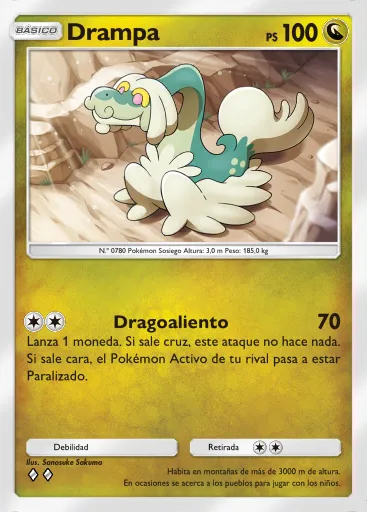 BÁSICO Drampa PS 100
N.º 0780 Pokémon Sosiego Altura: 3,0 m Peso: 185,0 kg
Dragoaliento 70
Lanza 1 moneda. Si sale cruz, este ataque no hace nada.
Si sale cara, el Pokémon Activo de tu rival pasa a estar
Paralizado.
Debilidad Retirada
Ilus. Sanosuke Sakuma
Habita en montañas de más de 3000 m de altura.
En ocasiones se acerca a los pueblos para jugar con los niños.